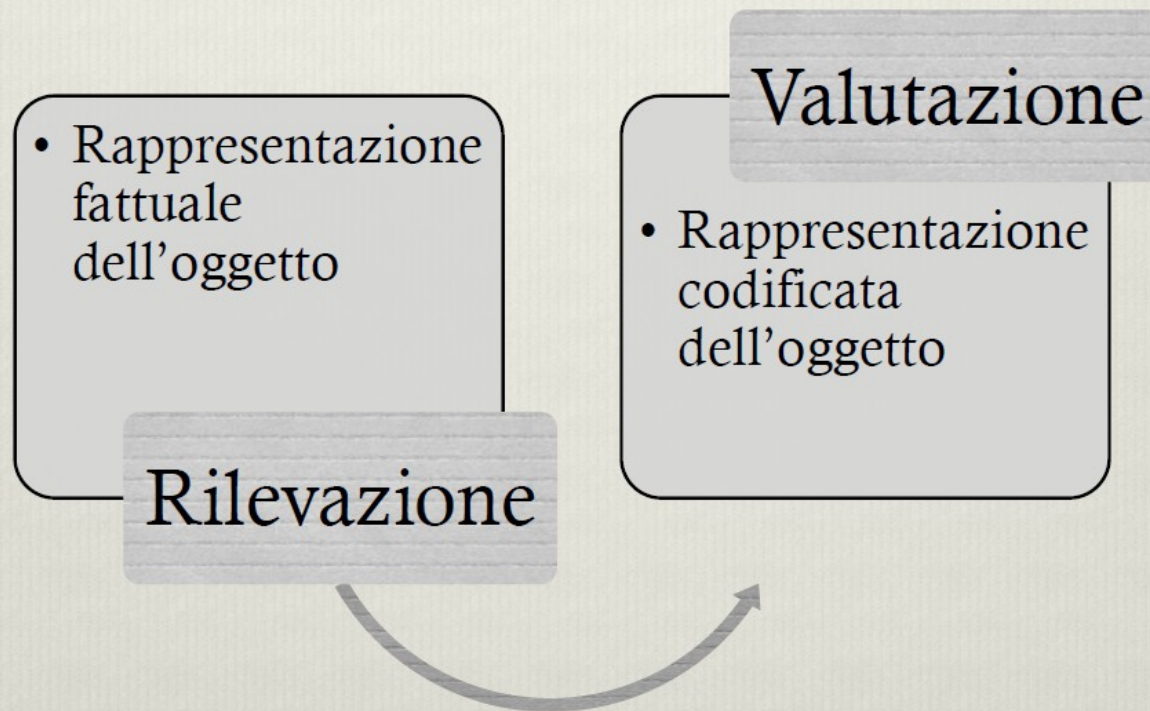 • Rappresentazione
fattuale
dell’oggetto
Rilevazione
Valutazione
• Rappresentazione
codificata
dell’oggetto